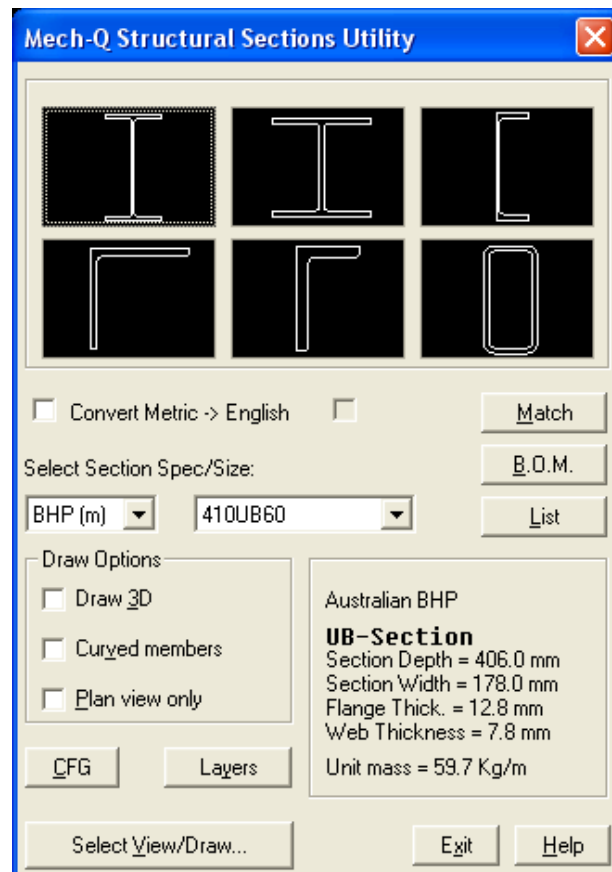 Mech-Q Structural Sections Utility
Convert Metric -> English
Match
Select Section Spec/Size:
B.O.M.
BHP (m)
410UB60
List
Draw Options
Draw 3D
Curved members
Plan view only
Australian BHP
UB-Section
Section Depth = 406.0 mm
Section Width = 178.0 mm
Flange Thick. = 12.8 mm
Web Thickness = 7.8 mm
Unit mass = 59.7 Kg/m
CFG
Layers
Select View/Draw...
Exit
Help